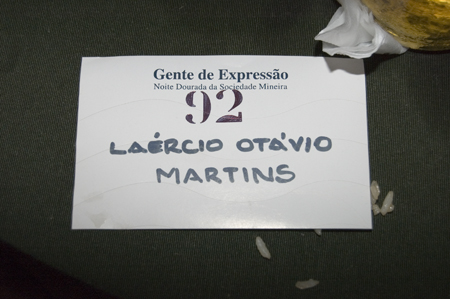 Gente de Expressão
Noite Dourada da Sociedade Mineira
92
LAÉRCIO OTÁVIO
MARTINS